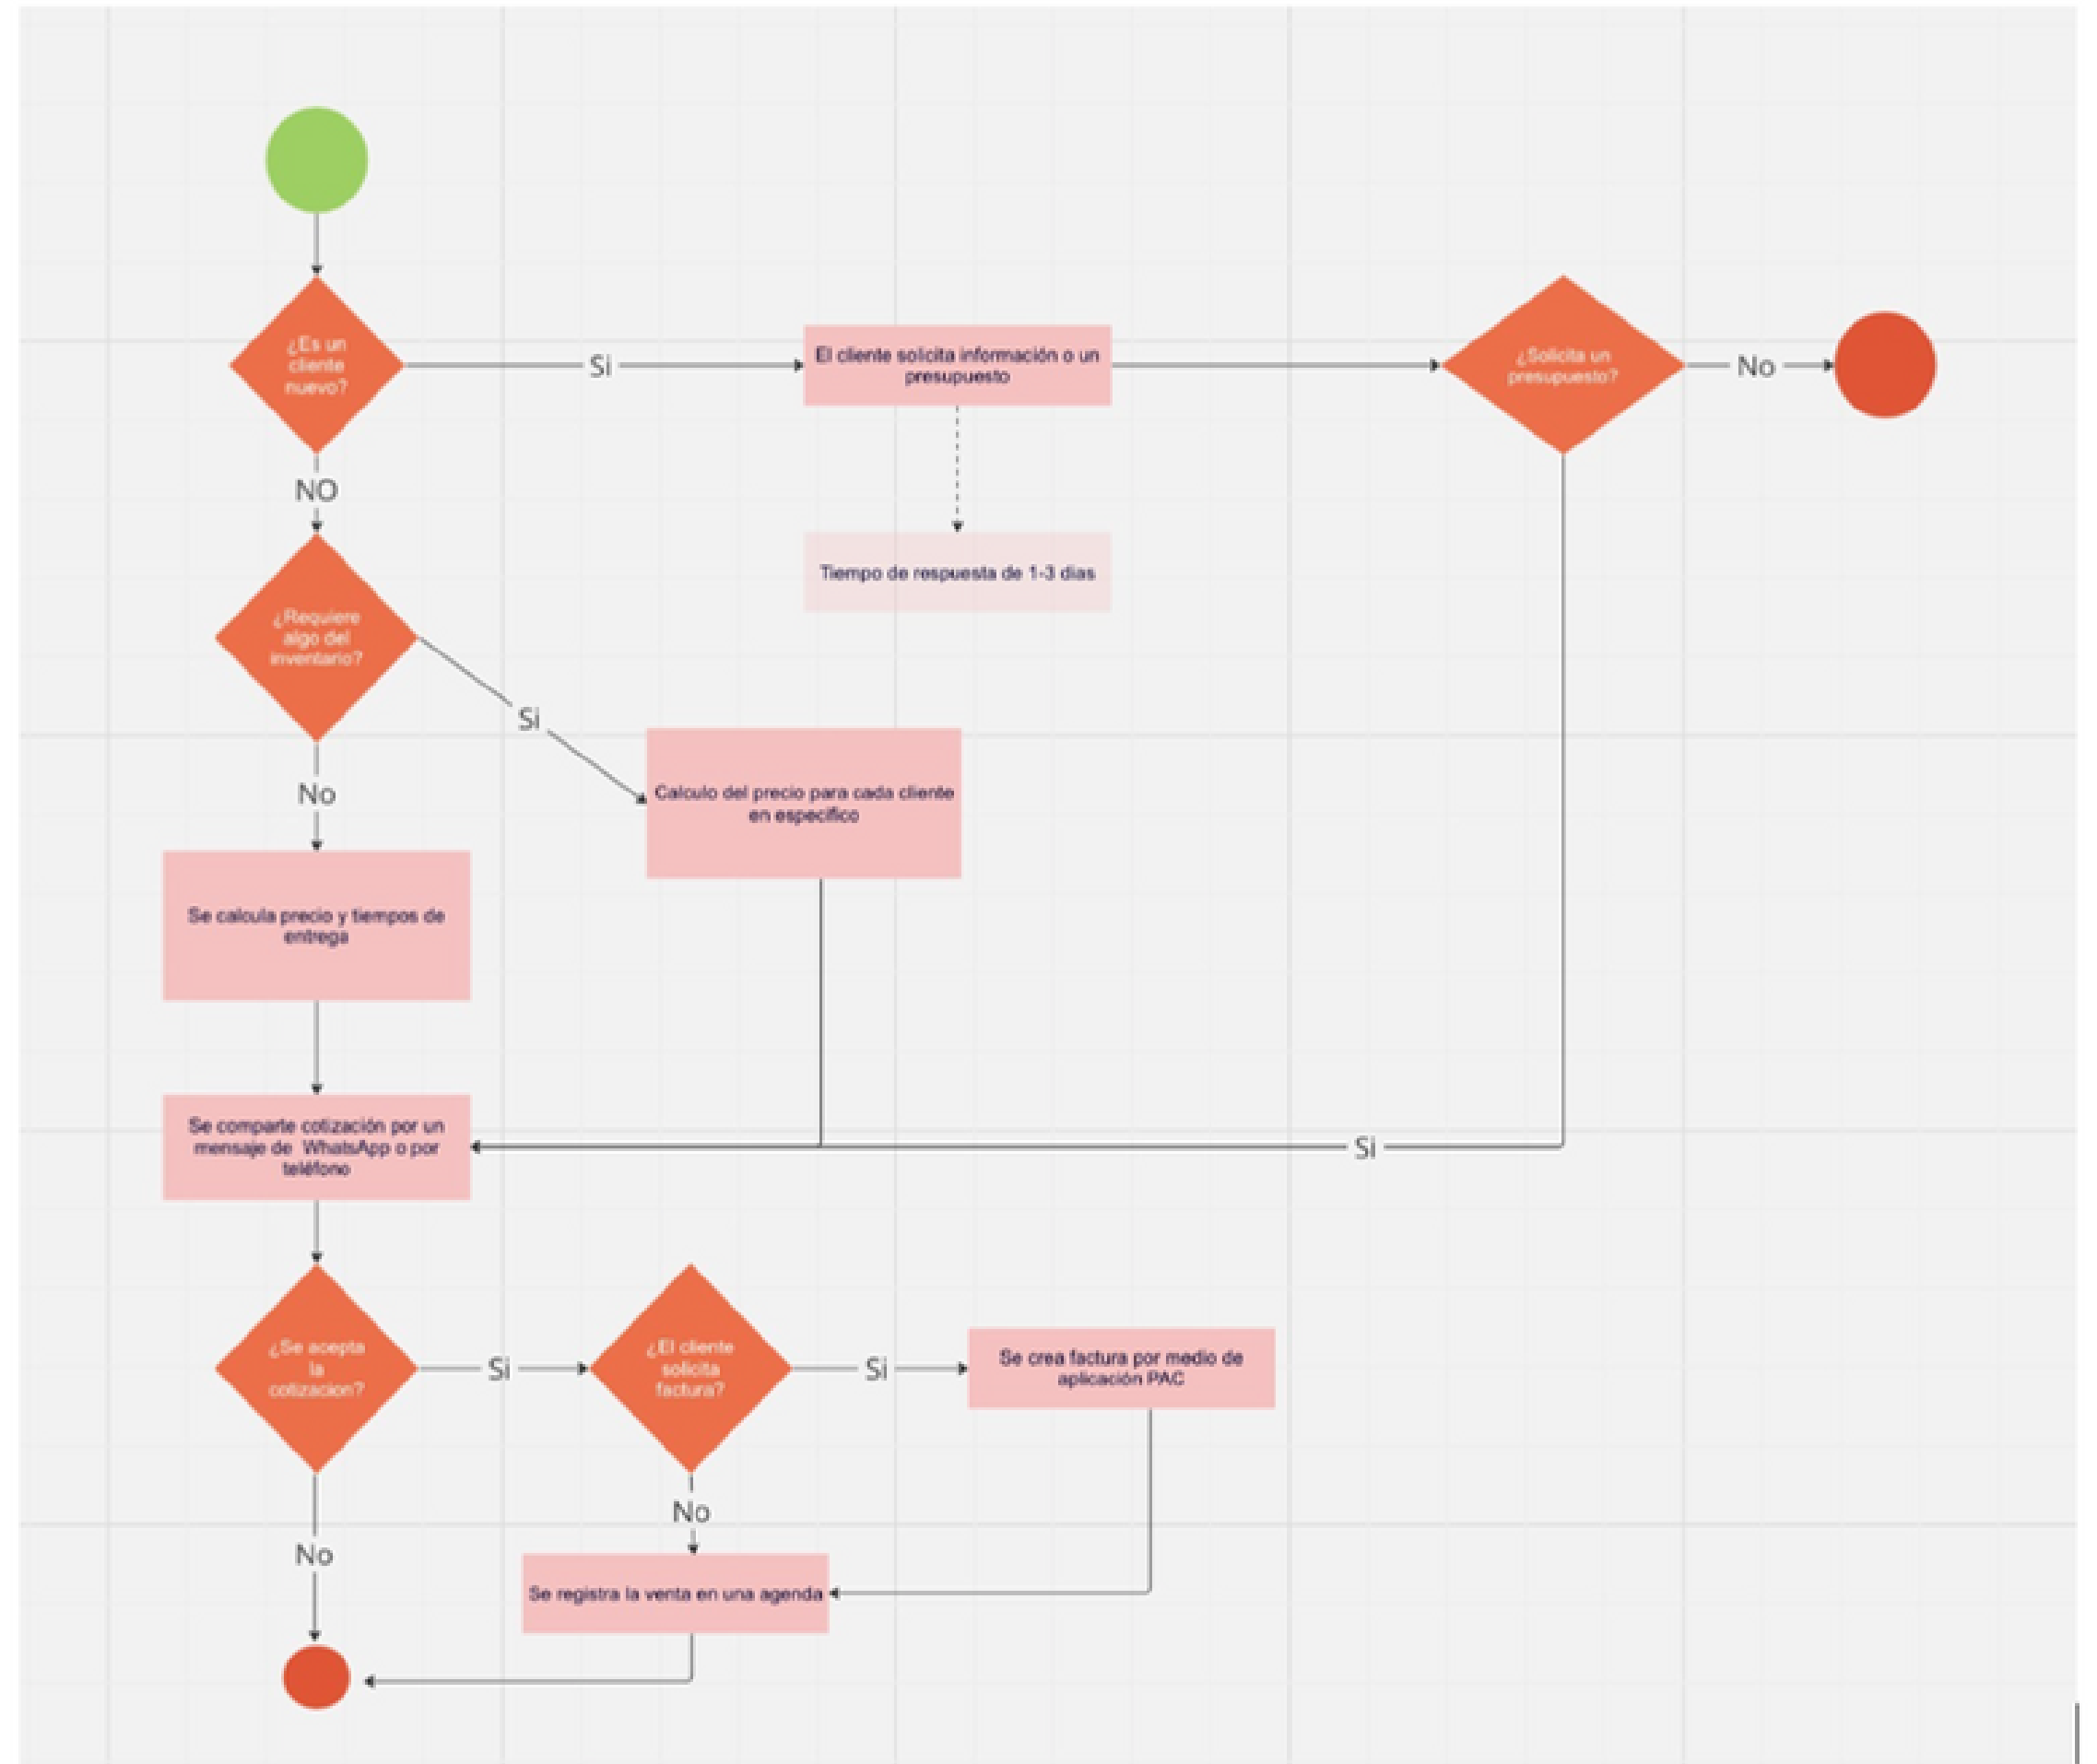 ¿Es un
cliente
nuevo?
Si
El cliente solicita información o un
presupuesto
¿Solicita un
presupuesto?
No
NO
Tiempo de respuesta de 1-3 dias
¿Requiere
algo del
inventario?
Si
No
Calculo del precio para cada cliente
en especifico
Se calcula precio y tiempos de
entrega
Se comparte cotización por un
mensaje de WhatsApp o por
teléfono
Si
¿Se acepta
la
cotizacion?
Si
¿El cliente
solicita
factura?
Si
Se crea factura por medio de
aplicación PAC
No
No
Se registra la venta en una agenda